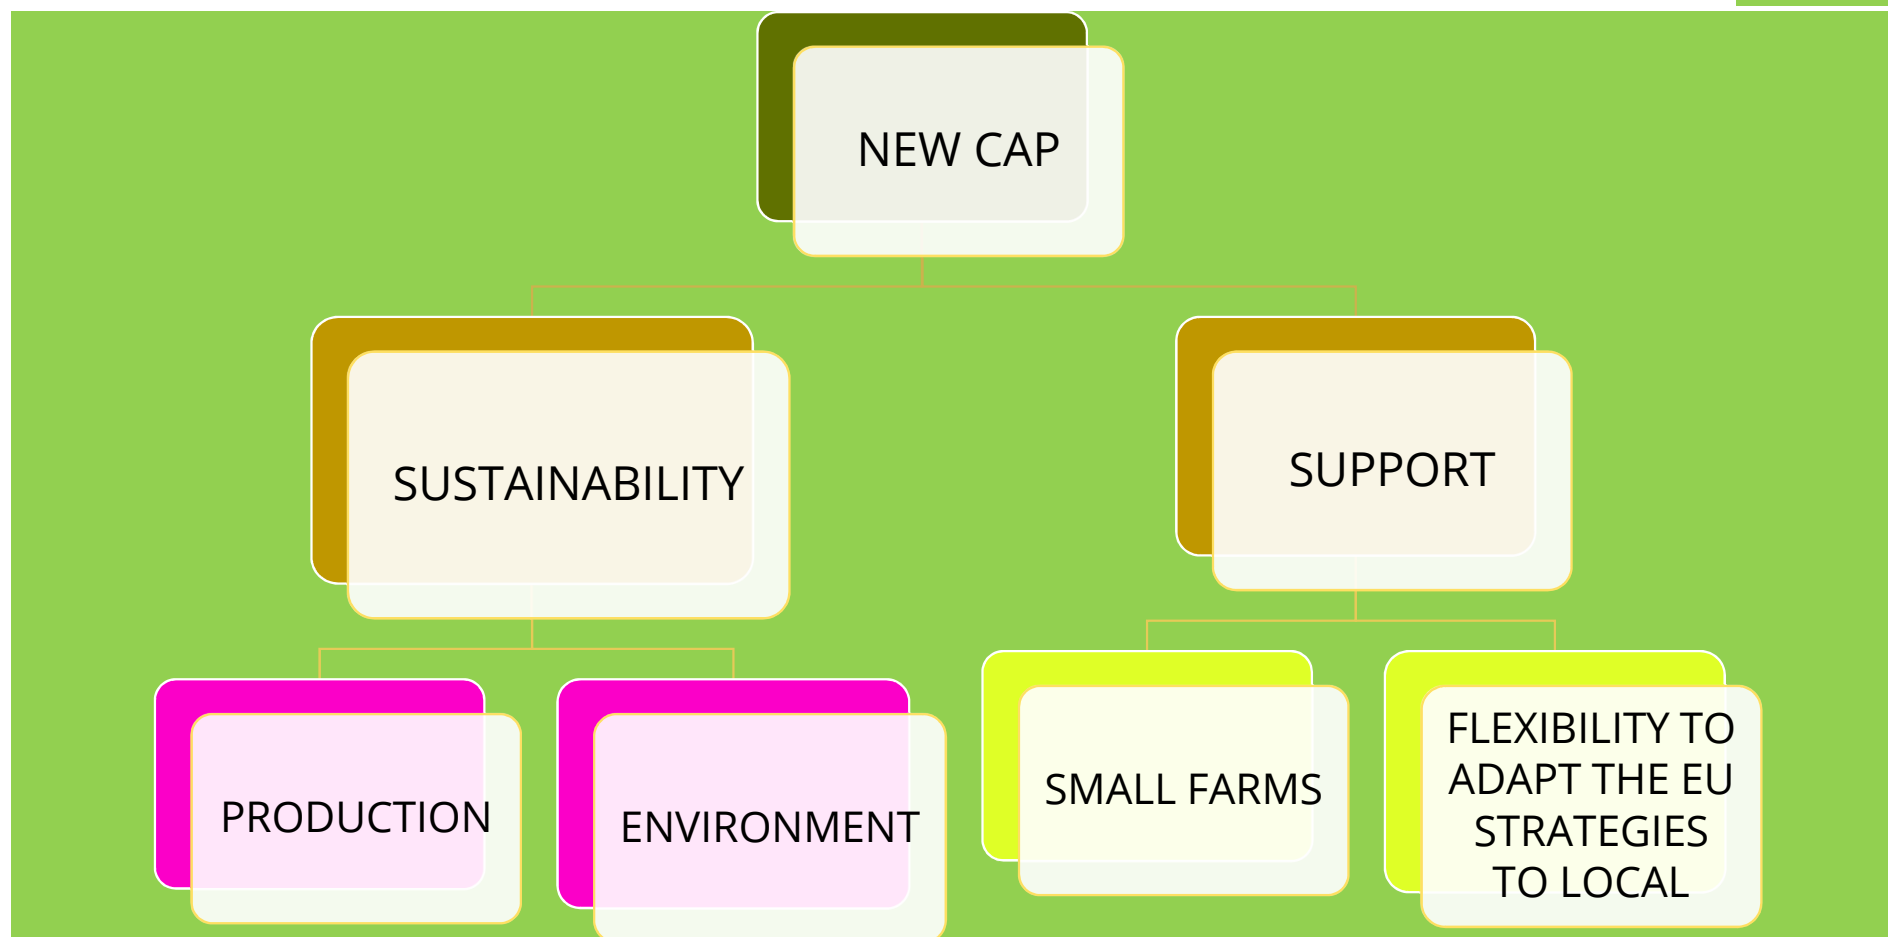 NEW CAP
SUSTAINABILITY
SUPPORT
PRODUCTION
ENVIRONMENT
SMALL FARMS
FLEXIBILITY TO
ADAPT THE EU
STRATEGIES
TO LOCAL